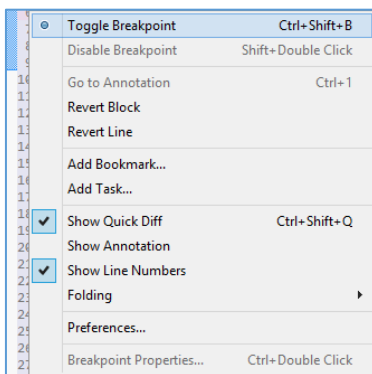 Toggle Breakpoint Ctrl+Shift+B
Disable Breakpoint Shift+Double Click
Go to Annotation Ctrl+1
Revert Block
Revert Line
Add Bookmark...
Add Task...
Show Quick Diff Ctrl+Shift+Q
Show Annotation
Show Line Numbers
Folding
Preferences...
Breakpoint Properties... Ctrl+Double Click